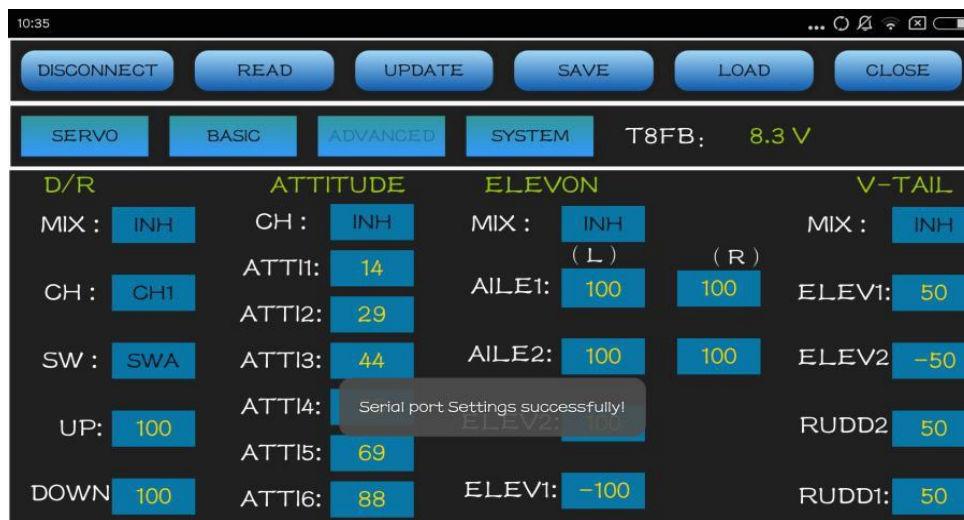 10:35
DISCONNECT READ UPDATE SAVE LOAD CLOSE
SERVO BASIC ADVANCED SYSTEM T8FB: 8.3 V
D/R ATTITUDE ELEVON V-TAIL
MIX : INH CH : INH MIX : INH MIX : INH
(L) (R)
ATTI1: 14 AILE1: 100 100
CH : CH1 ELEV1: 50
ATTI2: 29
SW : SWA ATTI3: 44 AILE2: 100 100 ELEV2 -50
ATTI4:
Serial port Settings successfully!
UP: 100 ELEV2: 100 RUDD2 50
ATTI5: 69
DOWN 100 ATTI6: 88 ELEV1: -100 RUDD1: 50